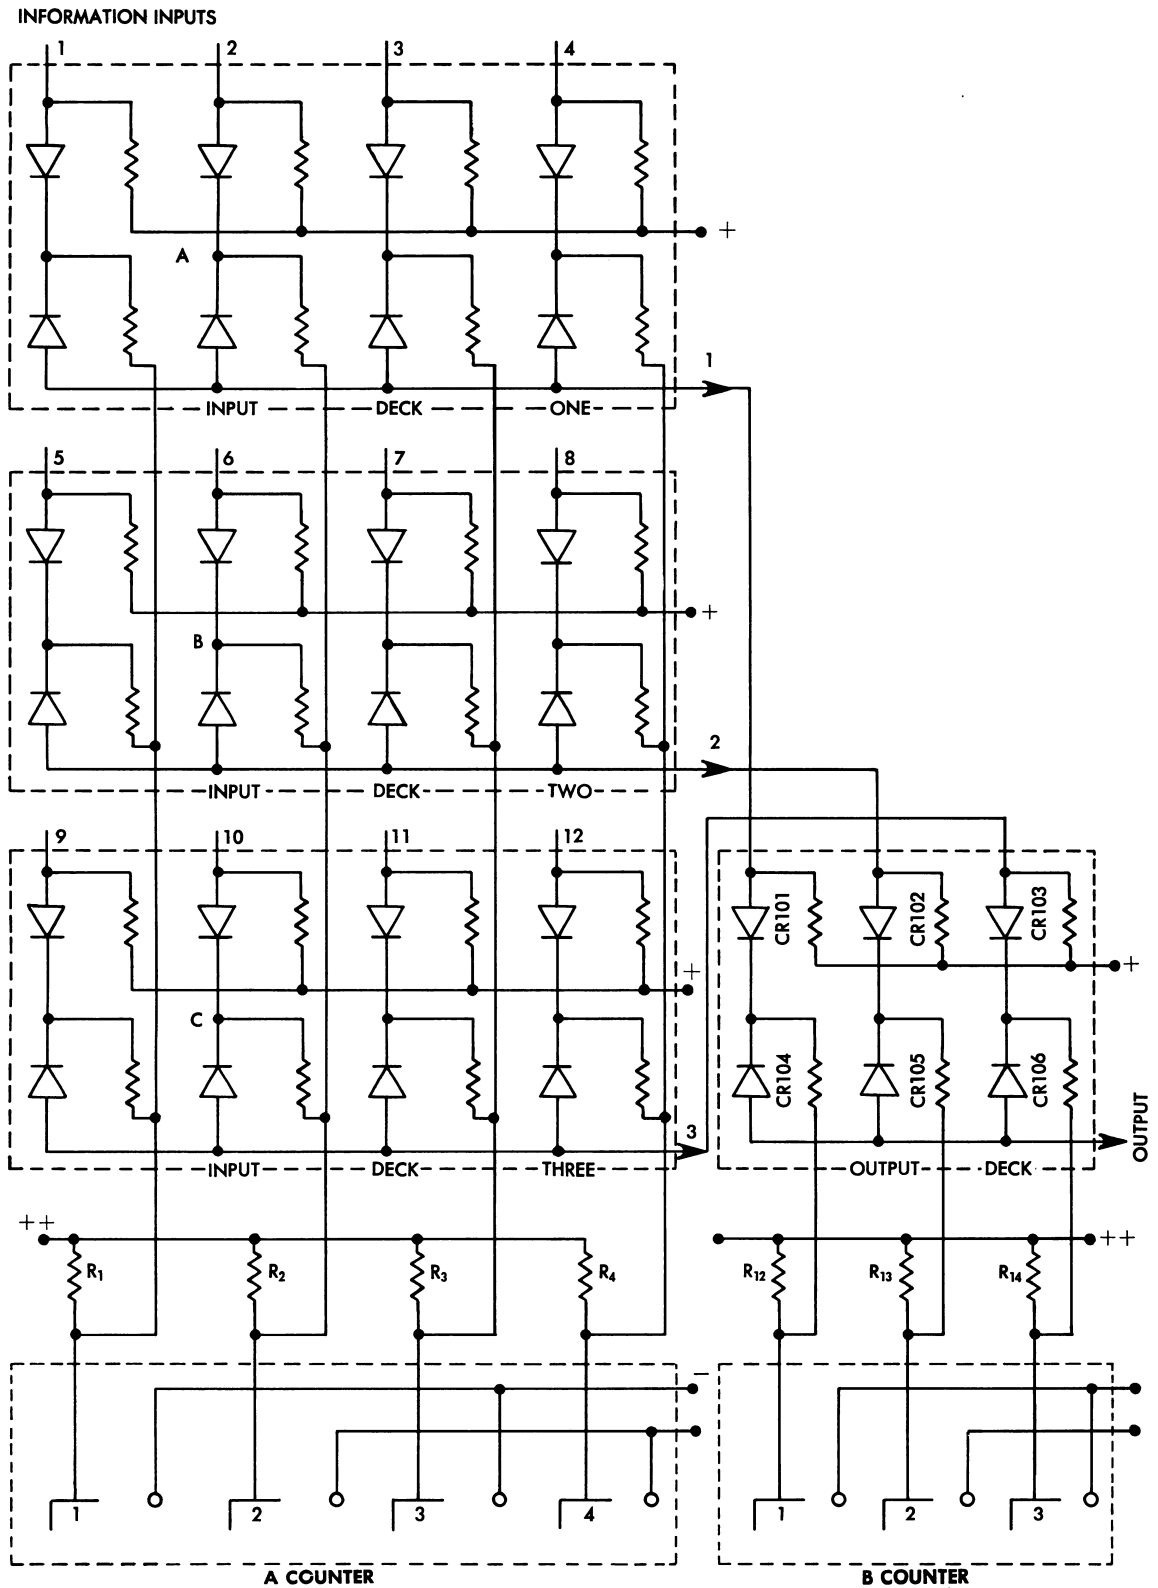 INFORMATION INPUTS
1 2 3 4
+
A
1
INPUT DECK ONE
5 6 7 8
+
B
2
INPUT DECK TWO
9 10 11 12
CR101 CR102 CR103
+
+
C
CR104 CR105 CR106
3
OUTPUT
INPUT DECK THREE
OUTPUT DECK
++ ++
R1 R2 R3 R4 R12 R13 R14
−
1 2 3 4 1 2 3
A COUNTER B COUNTER